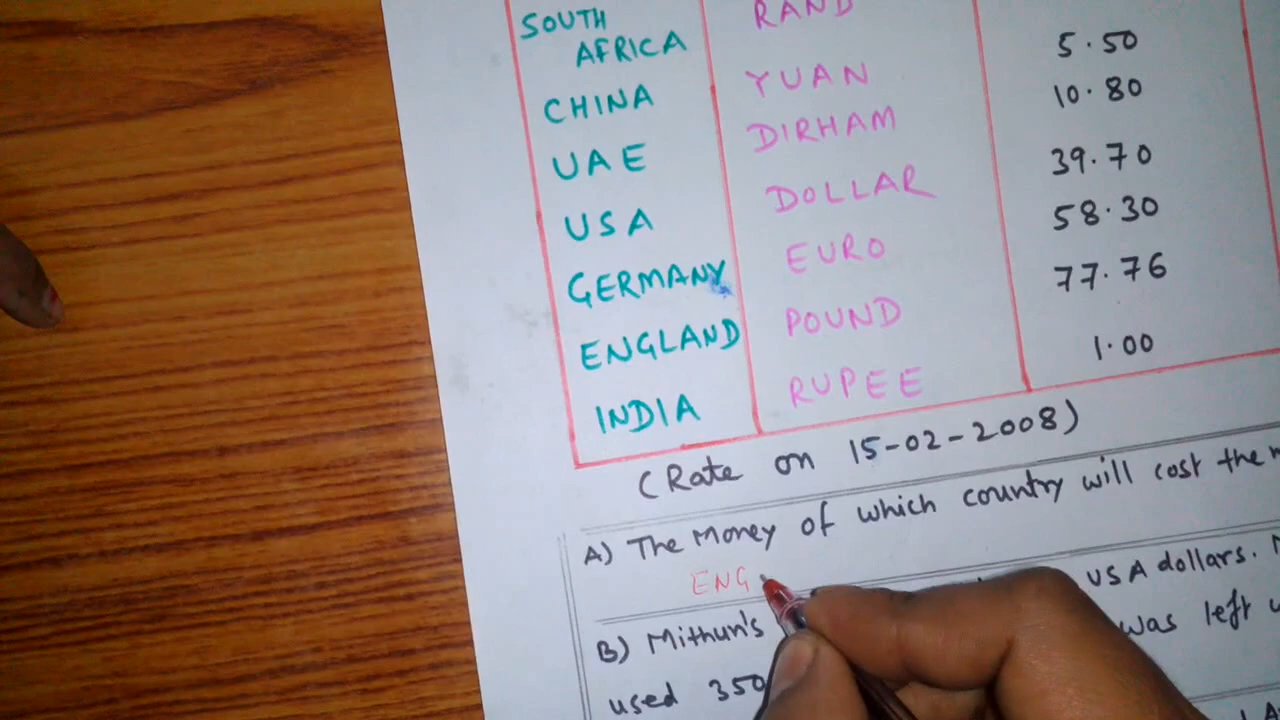 SOUTH AFRICA RAND
CHINA YUAN 5.50
UAE DIRHAM 10.80
USA DOLLAR 39.70
GERMANY EURO 58.30
ENGLAND POUND 77.76
INDIA RUPEE 1.00
(Rate on 15-02-2008)
A) The Money of which country will cost the
ENG
B) Mithun's USA dollars.
used 350 was left